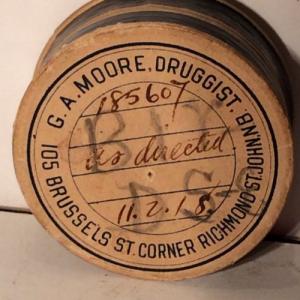 G.A. MOORE, DRUGGIST,
105 BRUSSELS ST. CORNER RICHMOND ST. JOHN, N.B.
185607
as directed
11.2.18.